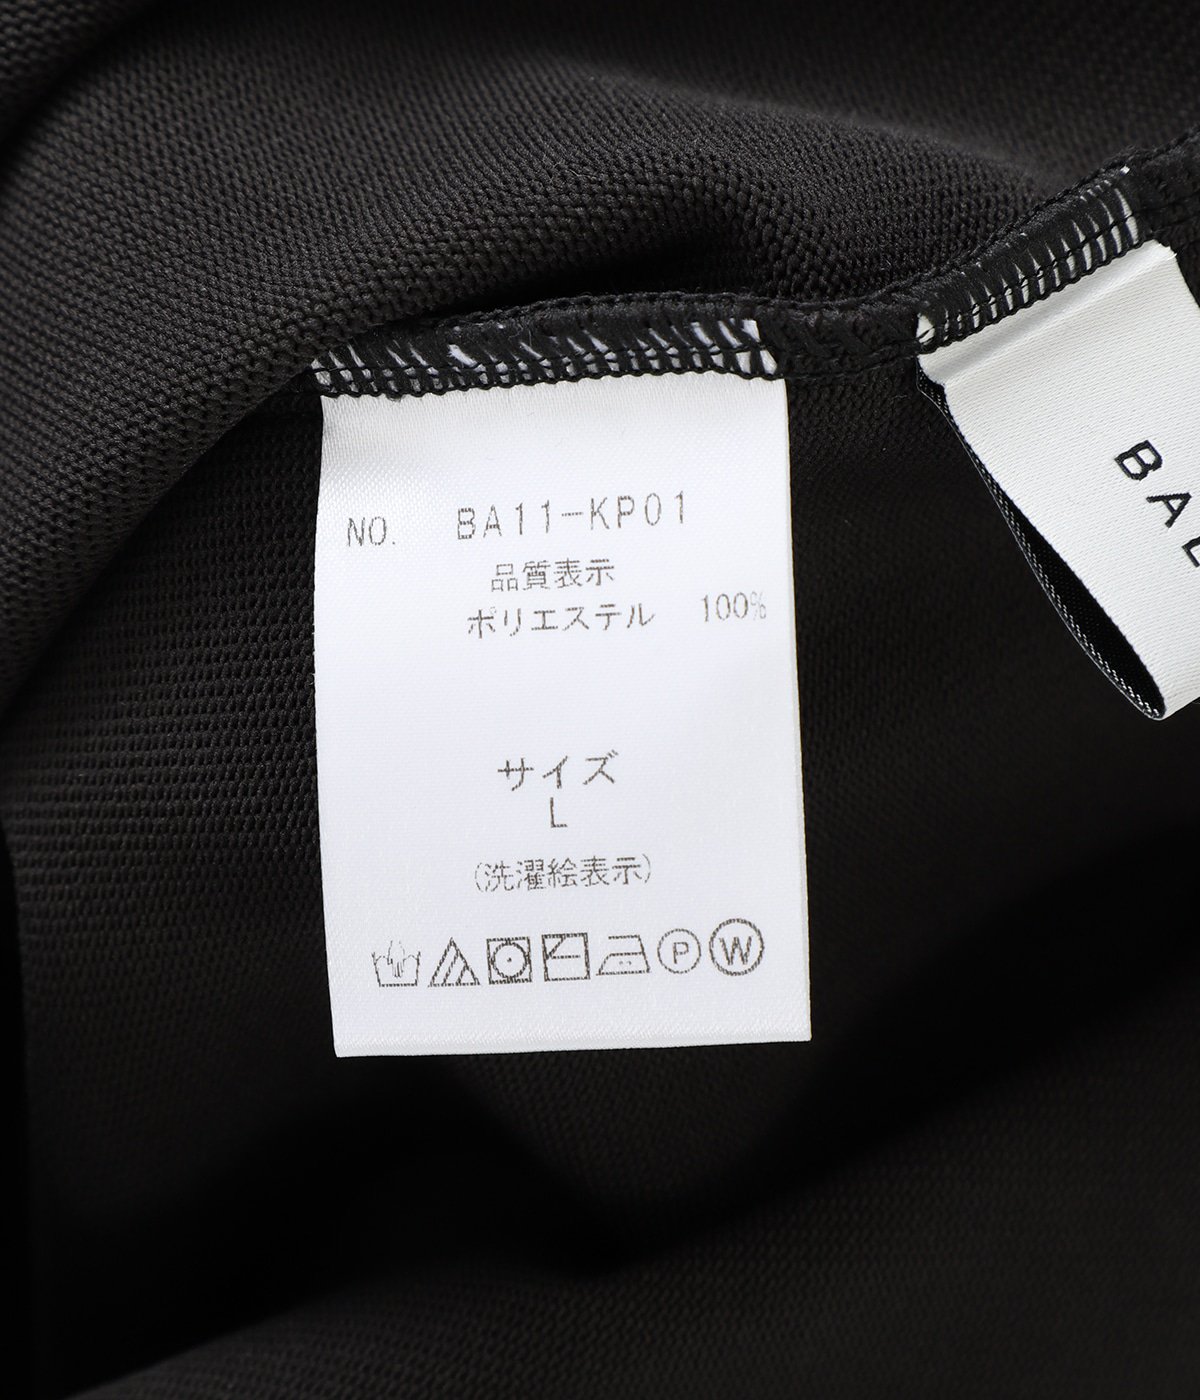 NO. BA11-KP01
品質表示
ポリエステル 100%
サイズ
L
(洗濯絵表示)
P W
BAL